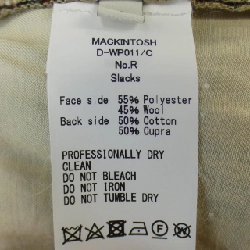 MACKINTOSH
D-WP011/C
No.R
Slacks
Face side 55% Polyester
45% Wool
Back side 50% Cotton
50% Cupra
PROFESSIONALLY DRY
CLEAN
DO NOT BLEACH
DO NOT IRON
DO NOT TUMBLE DRY